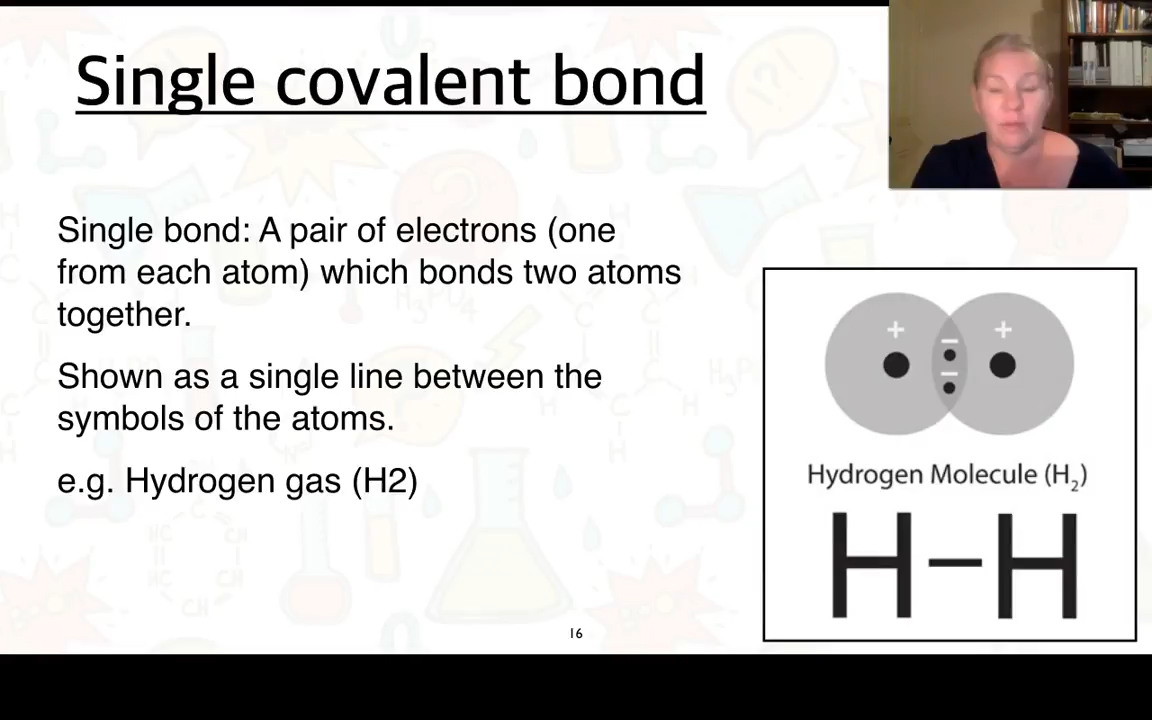 Single covalent bond
Single bond: A pair of electrons (one
from each atom) which bonds two atoms
together.
Shown as a single line between the
symbols of the atoms.
e.g. Hydrogen gas (H2)
+ +
–
–
Hydrogen Molecule (H₂)
H–H
16